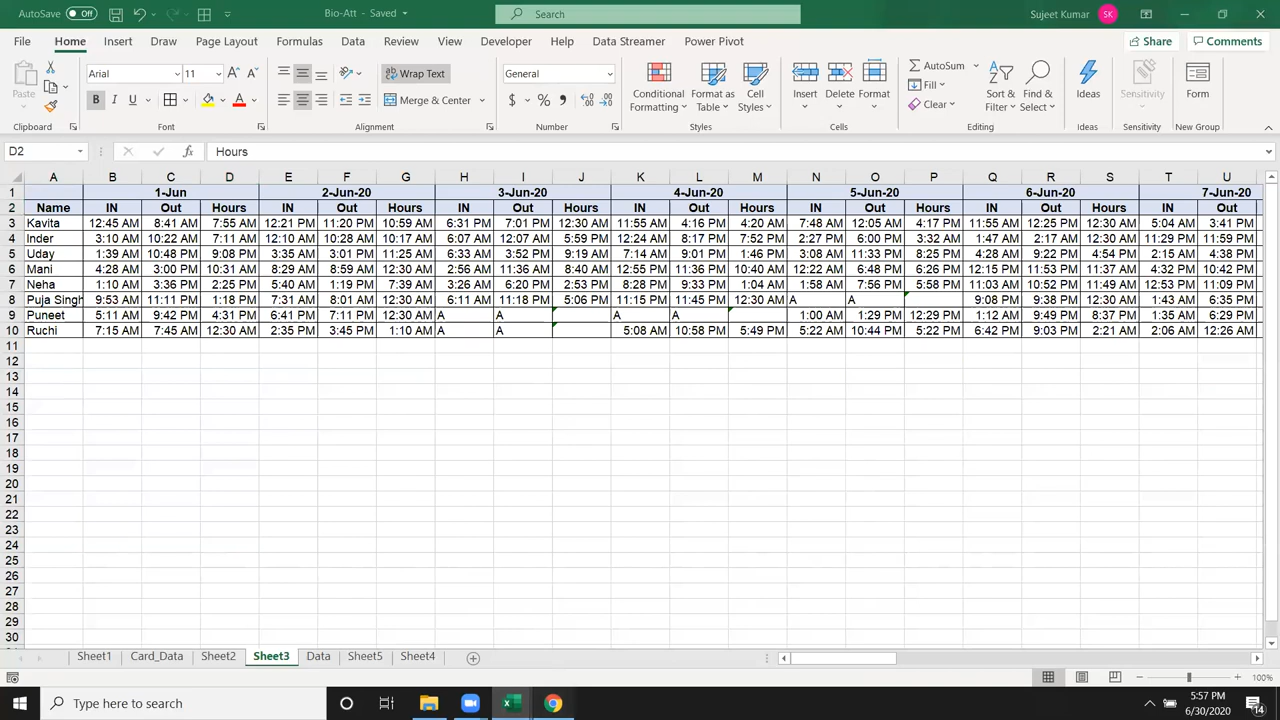 AutoSave Off Bio-Att - Saved Search Sujeet Kumar SK
File Home Insert Draw Page Layout Formulas Data Review View Developer Help Data Streamer Power Pivot Share Comments
Paste Arial 11 Wrap Text General Conditional Formatting Format as Table Cell Styles Insert Delete Format AutoSum Fill Clear Sort & Filter Find & Select Ideas Sensitivity Form
B I U A Merge & Center $ % ,
Clipboard Font Alignment Number Styles Cells Editing Ideas Sensitivity New Group
D2 fx Hours
A B C D E F G H I J K L M N O P Q R S T U
1 1-Jun 2-Jun-20 3-Jun-20 4-Jun-20 5-Jun-20 6-Jun-20 7-Jun-20
2 Name IN Out Hours IN Out Hours IN Out Hours IN Out Hours IN Out Hours IN Out Hours IN Out
3 Kavita 12:45 AM 8:41 AM 7:55 AM 12:21 PM 11:20 PM 10:59 AM 6:31 PM 7:01 PM 12:30 AM 11:55 AM 4:16 PM 4:20 AM 7:48 AM 12:05 AM 4:17 PM 11:55 AM 12:25 PM 12:30 AM 5:04 AM 3:41 PM
4 Inder 3:10 AM 10:22 AM 7:11 AM 12:10 AM 10:28 AM 10:17 AM 6:07 AM 12:07 AM 5:59 PM 12:24 AM 8:17 PM 7:52 PM 2:27 PM 6:00 PM 3:32 AM 1:47 AM 2:17 AM 12:30 AM 11:29 PM 11:59 PM
5 Uday 1:39 AM 10:48 PM 9:08 PM 3:35 AM 3:01 PM 11:25 AM 6:33 AM 3:52 PM 9:19 AM 7:14 AM 9:01 PM 1:46 PM 3:08 AM 11:33 PM 8:25 PM 4:28 AM 9:22 PM 4:54 PM 2:15 AM 4:38 PM
6 Mani 4:28 AM 3:00 PM 10:31 AM 8:29 AM 8:59 AM 12:30 AM 2:56 AM 11:36 AM 8:40 AM 12:55 PM 11:36 PM 10:40 AM 12:22 AM 6:48 PM 6:26 PM 12:15 PM 11:53 PM 11:37 AM 4:32 PM 10:42 PM
7 Neha 1:10 AM 3:36 PM 2:25 PM 5:40 AM 1:19 PM 7:39 AM 3:26 AM 6:20 PM 2:53 PM 8:28 PM 9:33 PM 1:04 AM 1:58 AM 7:56 PM 5:58 PM 11:03 AM 10:52 PM 11:48 AM 12:53 PM 11:09 PM
8 Puja Singh 9:53 AM 11:11 PM 1:18 PM 7:31 AM 8:01 AM 12:30 AM 6:11 AM 11:18 PM 5:06 PM 11:15 PM 11:45 PM 12:30 AM A A 9:08 PM 9:38 PM 12:30 AM 1:43 AM 6:35 PM
9 Puneet 5:11 AM 9:42 PM 4:31 PM 6:41 PM 7:11 PM 12:30 AM A A A A 1:00 AM 1:29 PM 12:29 PM 1:12 AM 9:49 PM 8:37 PM 1:35 AM 6:29 PM
10 Ruchi 7:15 AM 7:45 AM 12:30 AM 2:35 PM 3:45 PM 1:10 AM A A 5:08 AM 10:58 PM 5:49 PM 5:22 AM 10:44 PM 5:22 PM 6:42 PM 9:03 PM 2:21 AM 2:06 AM 12:26 AM
11
12
13
14
15
16
17
18
19
20
21
22
23
24
25
26
27
28
29
30
Sheet1 Card_Data Sheet2 Sheet3 Data Sheet5 Sheet4
100%
Type here to search
5:57 PM
6/30/2020
14